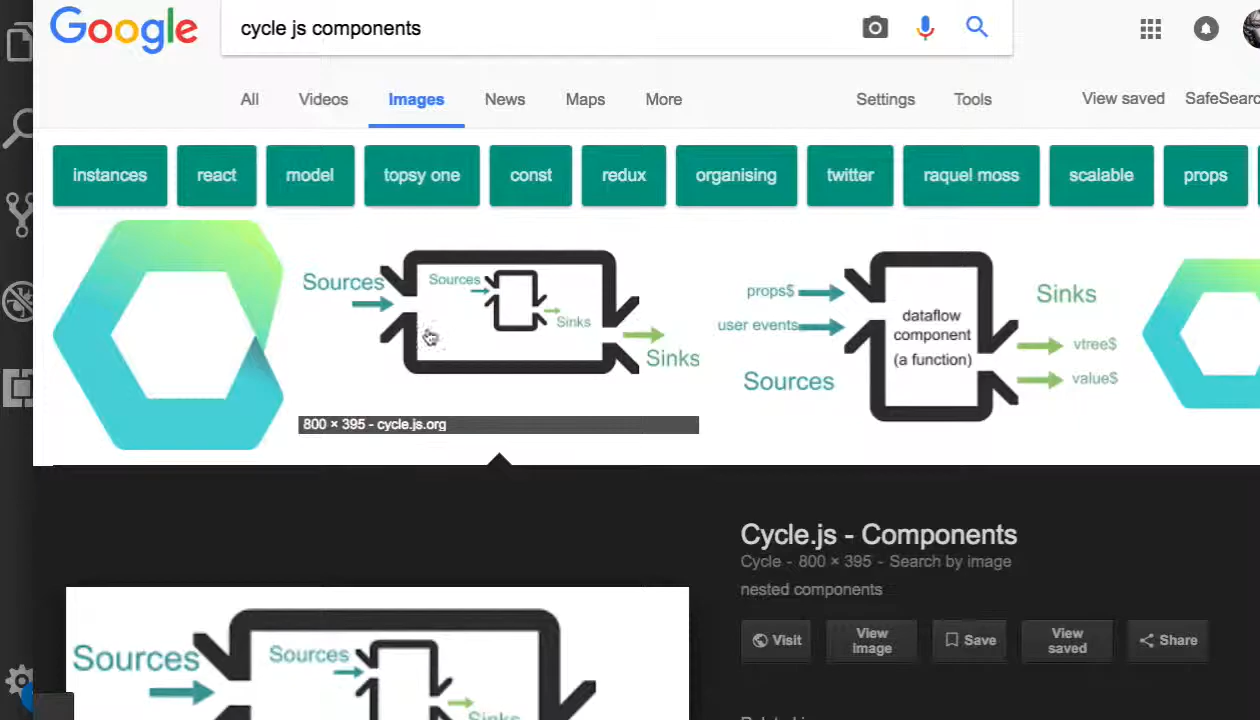 Google
cycle js components
All Videos Images News Maps More Settings Tools View saved SafeSearc
instances react model topsy one const redux organising twitter raquel moss scalable props
Sources
Sources
Sinks
Sinks
800 × 395 - cycle.js.org
props$
user events
Sources
dataflow
component
(a function)
Sinks
vtree$
value$
Cycle.js - Components
Cycle - 800 × 395 - Search by image
nested components
Visit
View
image
Save
View
saved
Share
Sources
Sources
Sinks